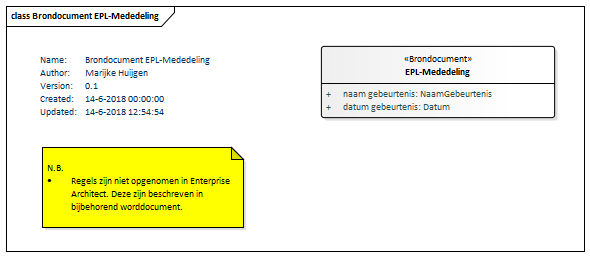 class Brondocument EPL-Mededeling
Name: Brondocument EPL-Mededeling
Author: Marijke Huijgen
Version: 0.1
Created: 14-6-2018 00:00:00
Updated: 14-6-2018 12:54:54
«Brondocument»
EPL-Mededeling
+ naam gebeurtenis: NaamGebeurtenis
+ datum gebeurtenis: Datum
N.B.
• Regels zijn niet opgenomen in Enterprise
Architect. Deze zijn beschreven in
bijbehorend worddocument.